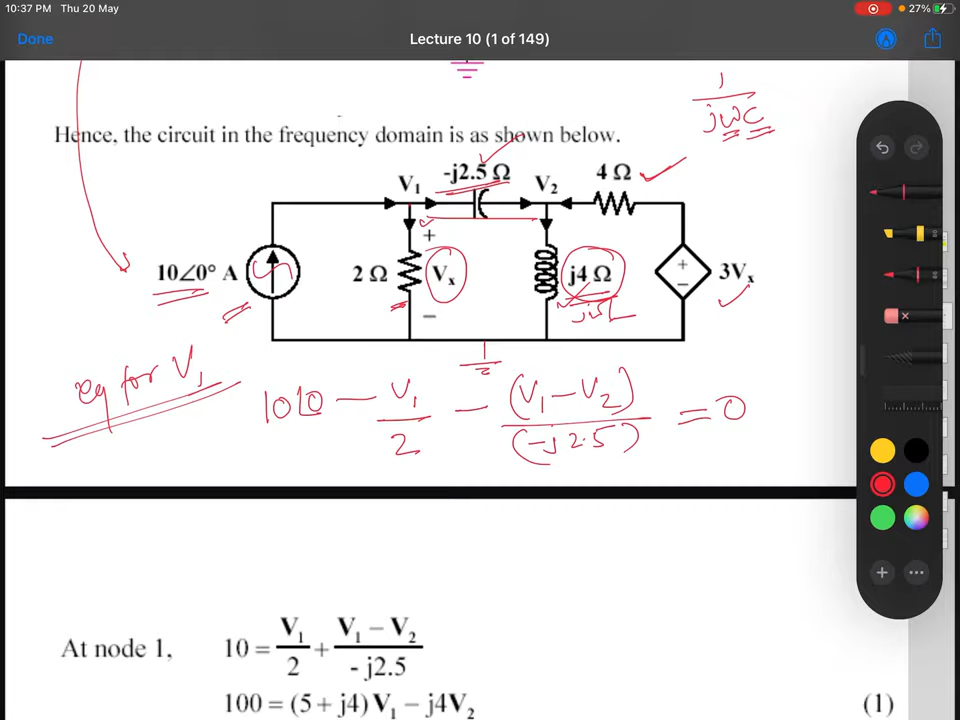 10:37 PM Thu 20 May
27%
Done
Lecture 10 (1 of 149)
1
jωc
Hence, the circuit in the frequency domain is as shown below.
V₁ -j2.5 Ω V₂ 4 Ω
+
10∠0° A 2 Ω Vₓ j4 Ω + 3Vₓ
jωL
−
eq for V₁
10∠0 − V₁/2 − (V₁−V₂)/(−j2.5) = 0
At node 1, 10 = V₁/2 + (V₁ − V₂)/(- j2.5)
100 = (5 + j4) V₁ − j4V₂ (1)